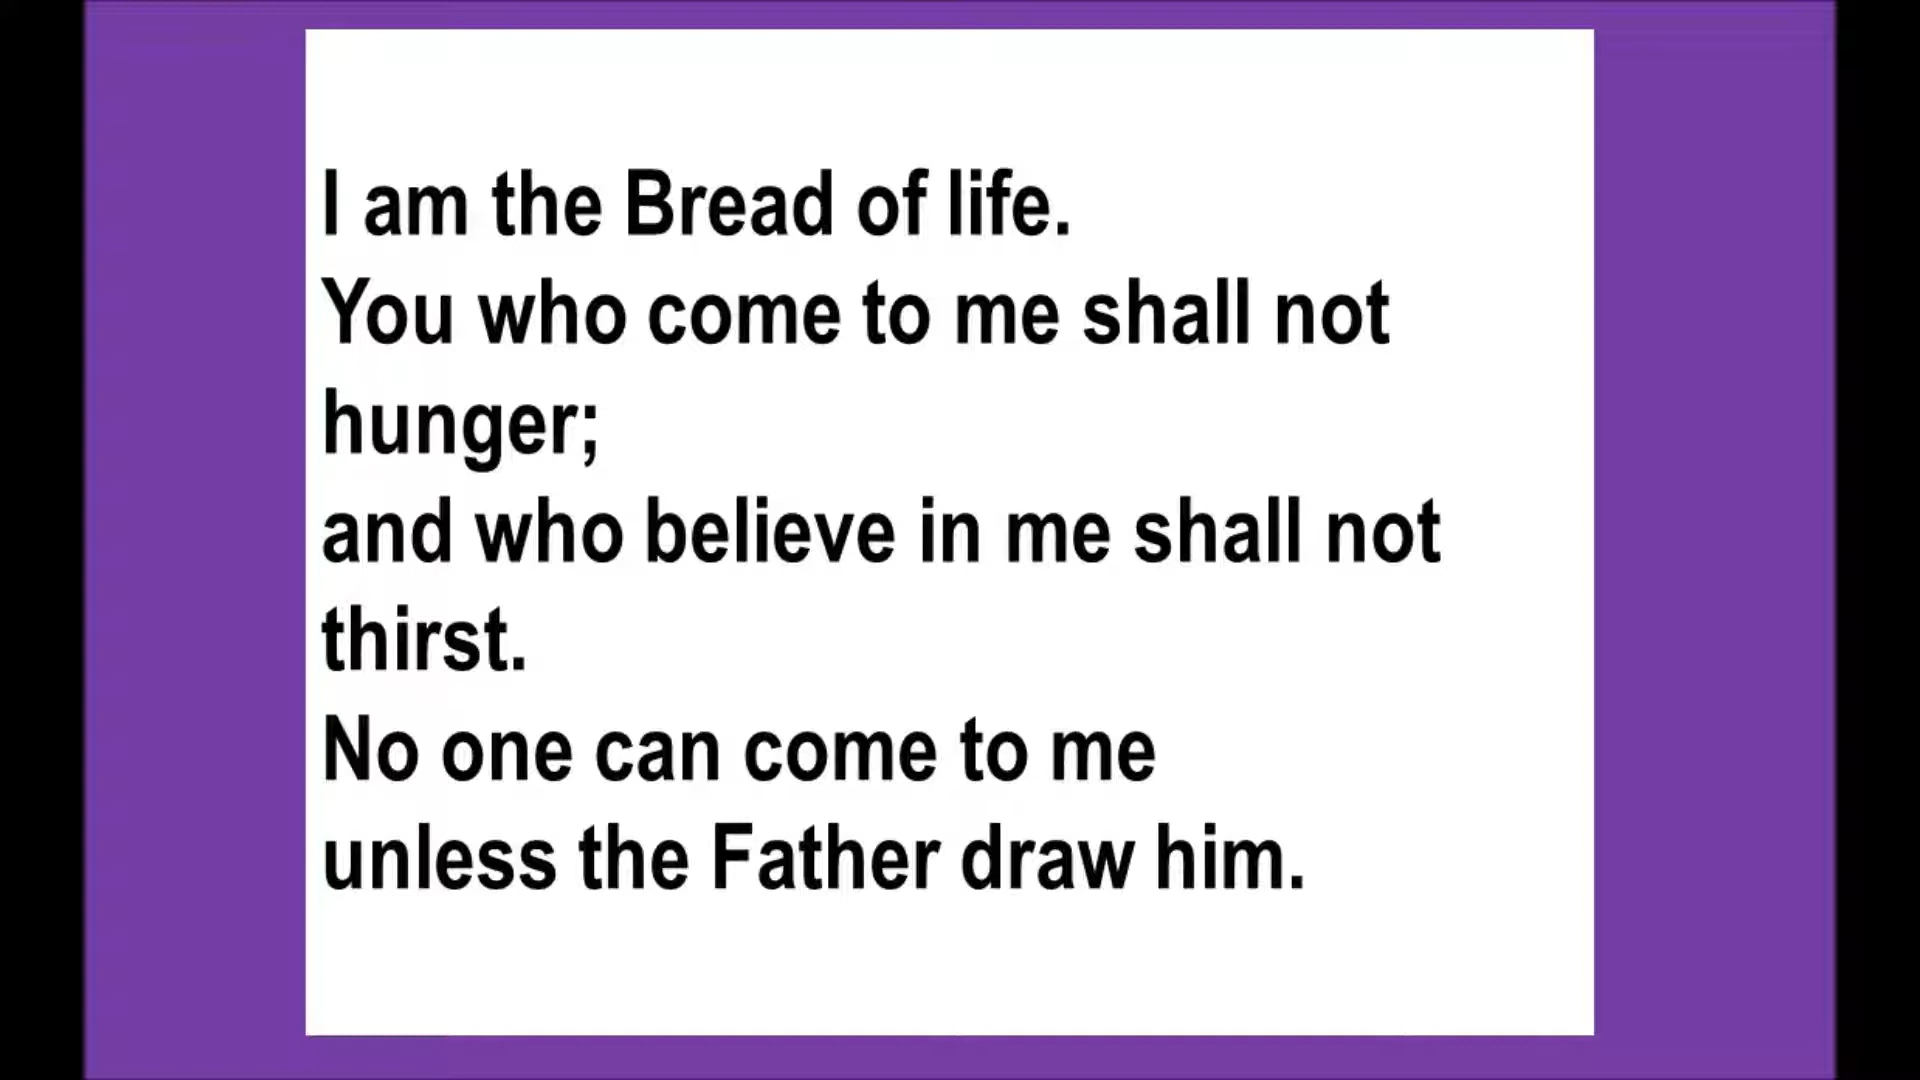 I am the Bread of life.
You who come to me shall not
hunger;
and who believe in me shall not
thirst.
No one can come to me
unless the Father draw him.